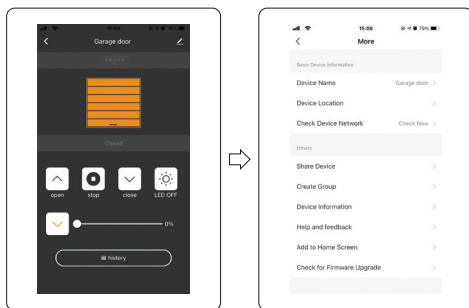 15:08
Garage door
Closed
open stop close LED OFF
0%
history
15:08 75%
More
Basic Device Information
Device Name Garage door
Device Location
Check Device Network Check Now
Others
Share Device
Create Group
Device Information
Help and feedback
Add to Home Screen
Check for Firmware Upgrade